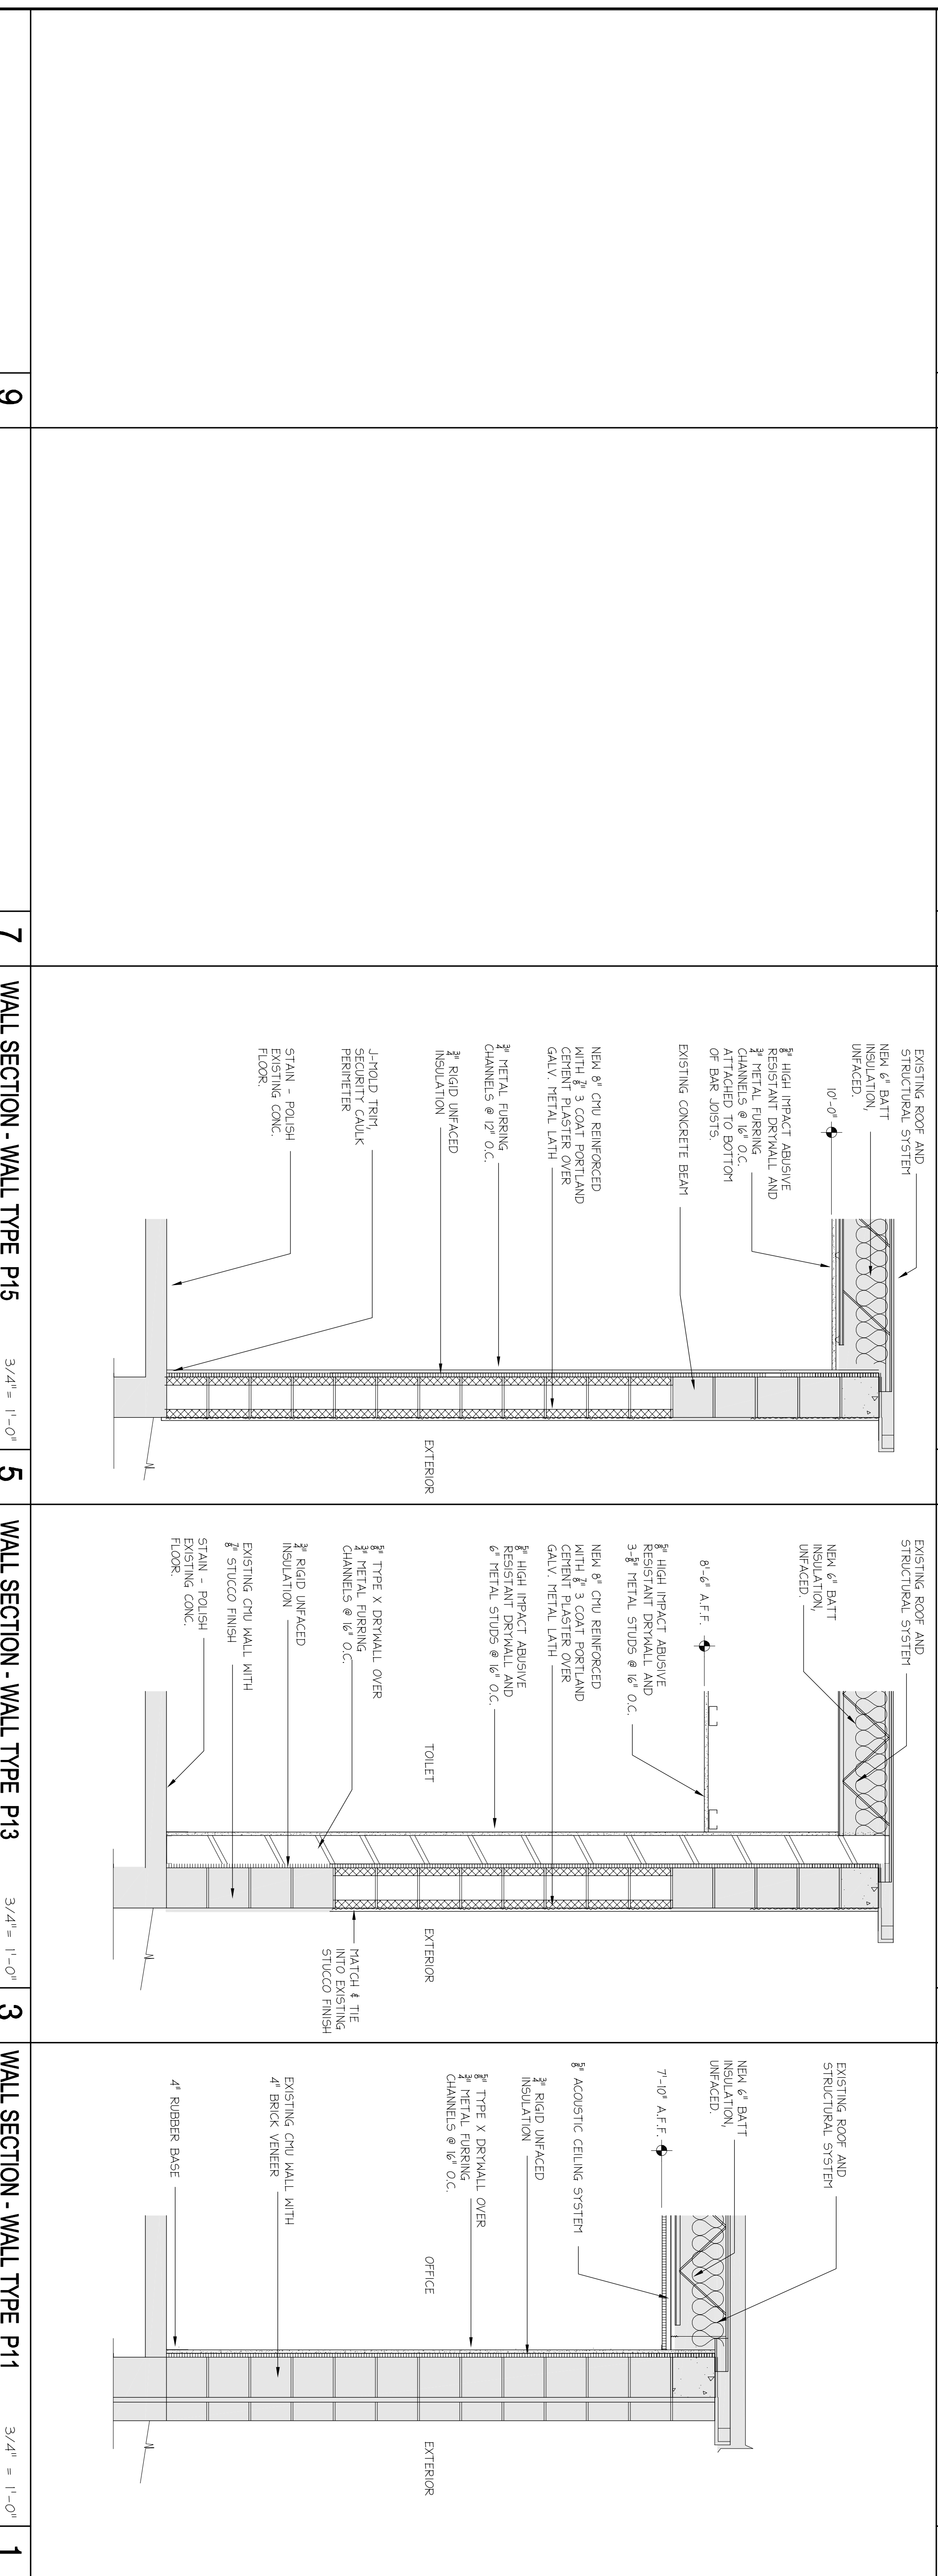 9
7
EXISTING ROOF AND
STRUCTURAL SYSTEM
NEW 6" BATT
INSULATION,
UNFACED.
10'-0"
5/8" HIGH IMPACT ABUSIVE
RESISTANT DRYWALL AND
3/4" METAL FURRING
CHANNELS @ 16" O.C.
ATTACHED TO BOTTOM
OF BAR JOISTS.
EXISTING CONCRETE BEAM
NEW 8" CMU REINFORCED
WITH 7/8" 3 COAT PORTLAND
CEMENT PLASTER OVER
GALV. METAL LATH
3/4" METAL FURRING
CHANNELS @ 12" O.C.
3/4" RIGID UNFACED
INSULATION
J-MOLD TRIM,
SECURITY CAULK
PERIMETER
STAIN - POLISH
EXISTING CONC.
FLOOR.
EXTERIOR
WALL SECTION - WALL TYPE P15
3/4"= 1'-0"
5
EXISTING ROOF AND
STRUCTURAL SYSTEM
NEW 6" BATT
INSULATION,
UNFACED.
8'-6" A.F.F.
5/8" HIGH IMPACT ABUSIVE
RESISTANT DRYWALL AND
3-5/8" METAL STUDS @ 16" O.C.
NEW 8" CMU REINFORCED
WITH 7/8" 3 COAT PORTLAND
CEMENT PLASTER OVER
GALV. METAL LATH
5/8" HIGH IMPACT ABUSIVE
RESISTANT DRYWALL AND
6" METAL STUDS @ 16" O.C.
TOILET
EXTERIOR
5/8" TYPE X DRYWALL OVER
3/4" METAL FURRING
CHANNELS @ 16" O.C.
3/4" RIGID UNFACED
INSULATION
EXISTING CMU WALL WITH
7/8" STUCCO FINISH
STAIN - POLISH
EXISTING CONC.
FLOOR.
MATCH & TIE
INTO EXISTING
STUCCO FINISH
WALL SECTION - WALL TYPE P13
3/4"= 1'-0"
3
EXISTING ROOF AND
STRUCTURAL SYSTEM
NEW 6" BATT
INSULATION,
UNFACED.
7'-10" A.F.F.
5/8" ACOUSTIC CEILING SYSTEM
3/4" RIGID UNFACED
INSULATION
5/8" TYPE X DRYWALL OVER
3/4" METAL FURRING
CHANNELS @ 16" O.C.
OFFICE
EXTERIOR
EXISTING CMU WALL WITH
4" BRICK VENEER
4" RUBBER BASE
WALL SECTION - WALL TYPE P11
3/4" = 1'-0"
1